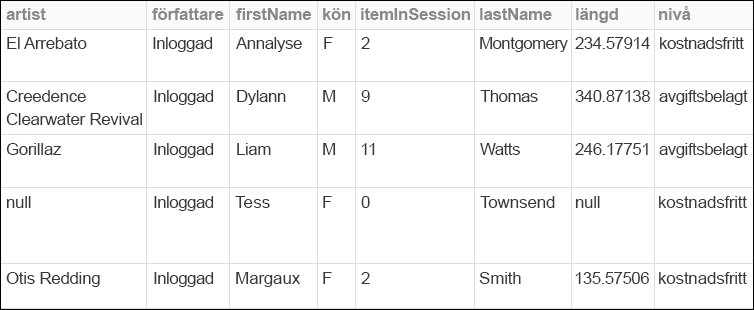 artist författare firstName kön itemInSession lastName längd nivå
El Arrebato Inloggad Annalyse F 2 Montgomery 234.57914 kostnadsfritt
Creedence Inloggad Dylann M 9 Thomas 340.87138 avgiftsbelagt
Clearwater Revival
Gorillaz Inloggad Liam M 11 Watts 246.17751 avgiftsbelagt
null Inloggad Tess F 0 Townsend null kostnadsfritt
Otis Redding Inloggad Margaux F 2 Smith 135.57506 kostnadsfritt